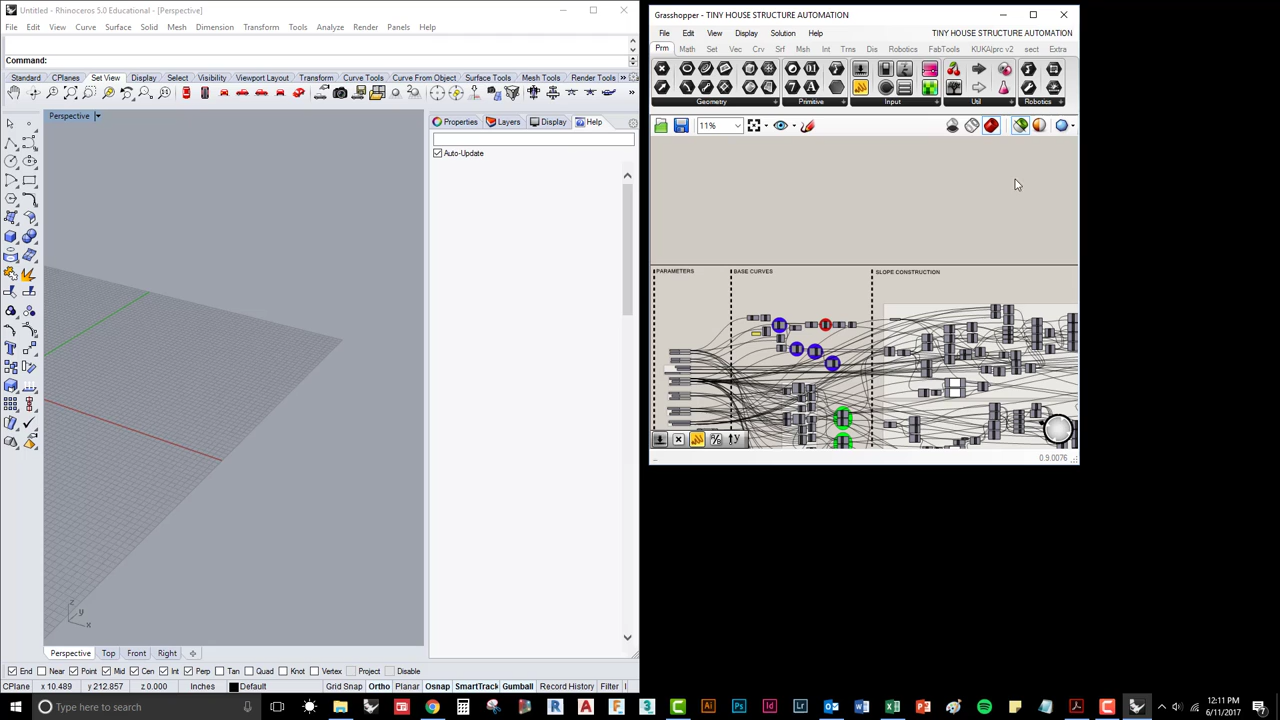 Untitled - Rhinoceros 5.0 Educational - [Perspective]
File Edit View Curve Surface Solid Mesh Dimension Transform Tools Analyze Render Panels Help
Command:
Standard CPlanes Set View Display Select Visibility Viewport Layout Transform Curve Tools Curve From Object Surface Tools Mesh Tools Render Tools »
Perspective
Properties Layers Display Help
Auto-Update
z
y
x
Perspective Top Front Right
End Near Point Mid Cen Int Perp Tan Quad Knot Vertex Project Disable
CPlane x 10.489 y 212.857 z 0.000 Inches Default Grid Snap Ortho Planar Osnap SmartTrack Gumball Record History Filter
Grasshopper - TINY HOUSE STRUCTURE AUTOMATION
File Edit View Display Solution Help TINY HOUSE STRUCTURE AUTOMATION
Prm Math Set Vec Crv Srf Msh Int Trns Dis Robotics FabTools KUKA|prc v2 sect Extra
Geometry + Primitive + Input + Util + Robotics +
11%
PARAMETERS BASE CURVES SLOPE CONSTRUCTION
0.9.0076
Type here to search
12:11 PM
6/11/2017